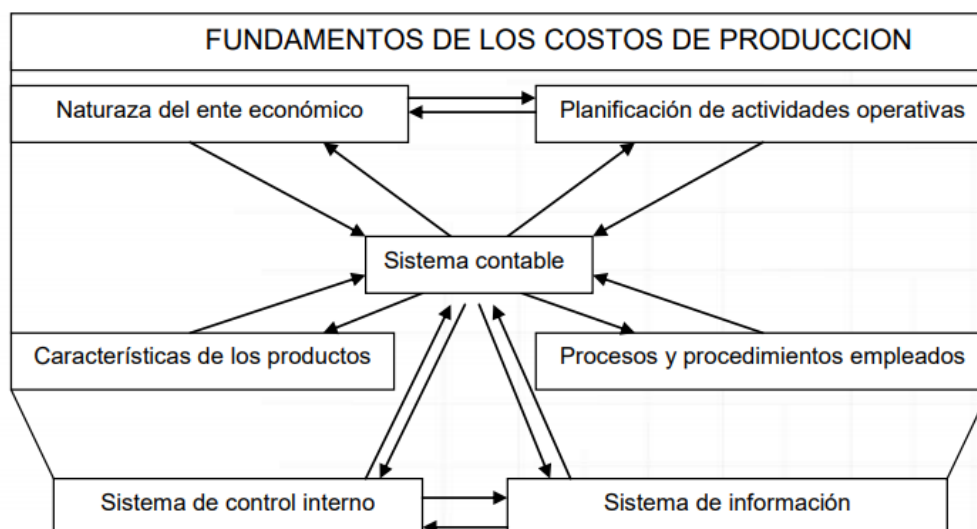 FUNDAMENTOS DE LOS COSTOS DE PRODUCCION
Naturaza del ente económico
Planificación de actividades operativas
Sistema contable
Característicias de los productos
Procesos y procedimientos empleados
Sistema de control interno
Sistema de información